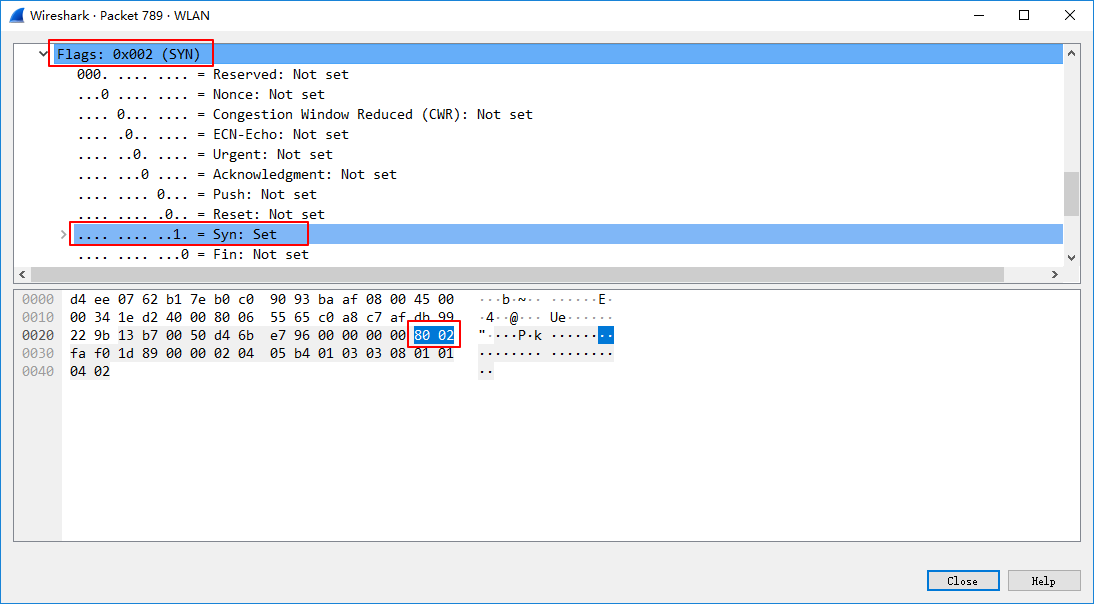 Wireshark · Packet 789 · WLAN
Flags: 0x002 (SYN)
000. .... .... = Reserved: Not set
...0 .... .... = Nonce: Not set
.... 0... .... = Congestion Window Reduced (CWR): Not set
.... .0.. .... = ECN-Echo: Not set
.... ..0. .... = Urgent: Not set
.... ...0 .... = Acknowledgment: Not set
.... .... 0... = Push: Not set
.... .... .0.. = Reset: Not set
.... .... ..1. = Syn: Set
.... .... ...0 = Fin: Not set
0000 d4 ee 07 62 b1 7e b0 c0 90 93 ba af 08 00 45 00 ···b·~·· ······E·
0010 00 34 1e d2 40 00 80 06 55 65 c0 a8 c7 af db 99 ·4··@··· Ue······
0020 22 9b 13 b7 00 50 d4 6b e7 96 00 00 00 00 80 02 "····P·k ········
0030 fa f0 1d 89 00 00 02 04 05 b4 01 03 03 08 01 01 ········ ········
0040 04 02 ··
Close Help